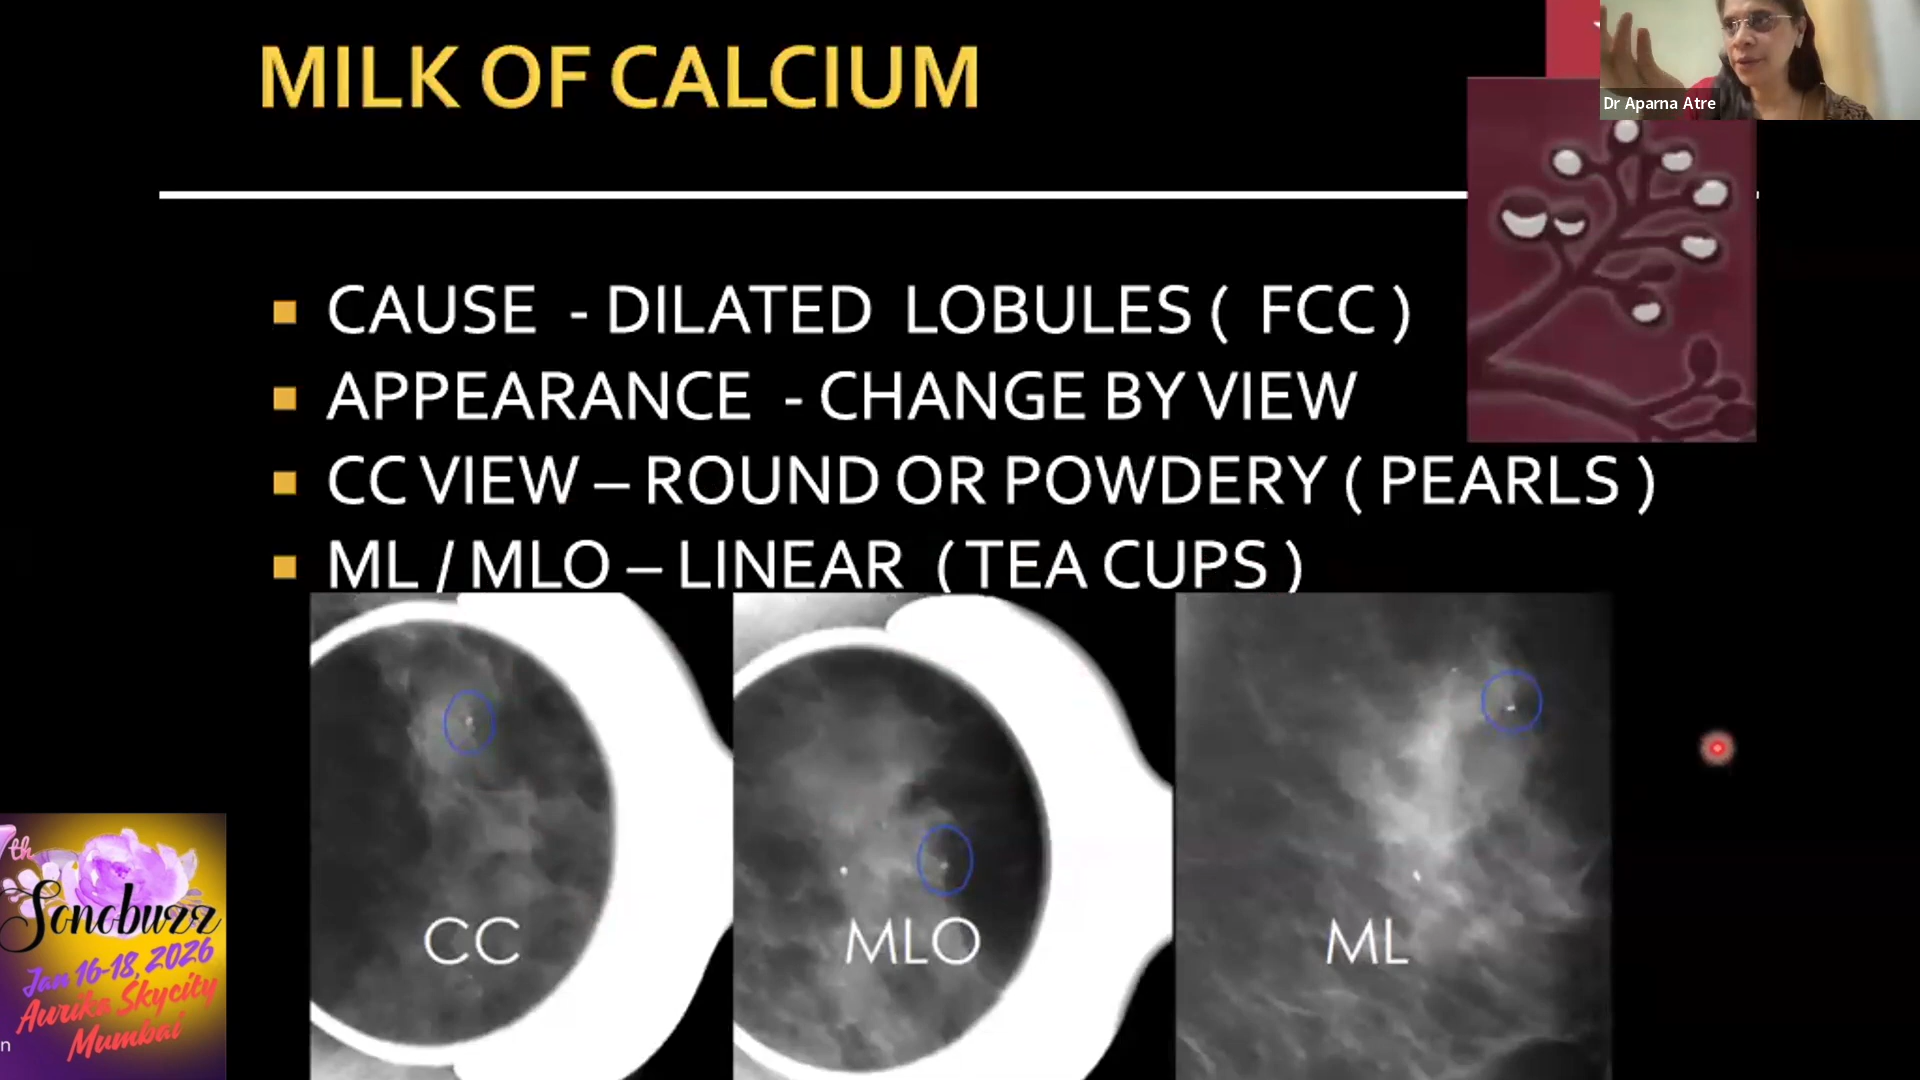 MILK OF CALCIUM
Dr Aparna Atre
CAUSE - DILATED LOBULES ( FCC )
APPEARANCE - CHANGE BY VIEW
CC VIEW – ROUND OR POWDERY ( PEARLS )
ML / MLO – LINEAR ( TEA CUPS )
CC
MLO
ML
th
Sonobuzz
Jan 16-18, 2026
Aurika Skycity
Mumbai
n